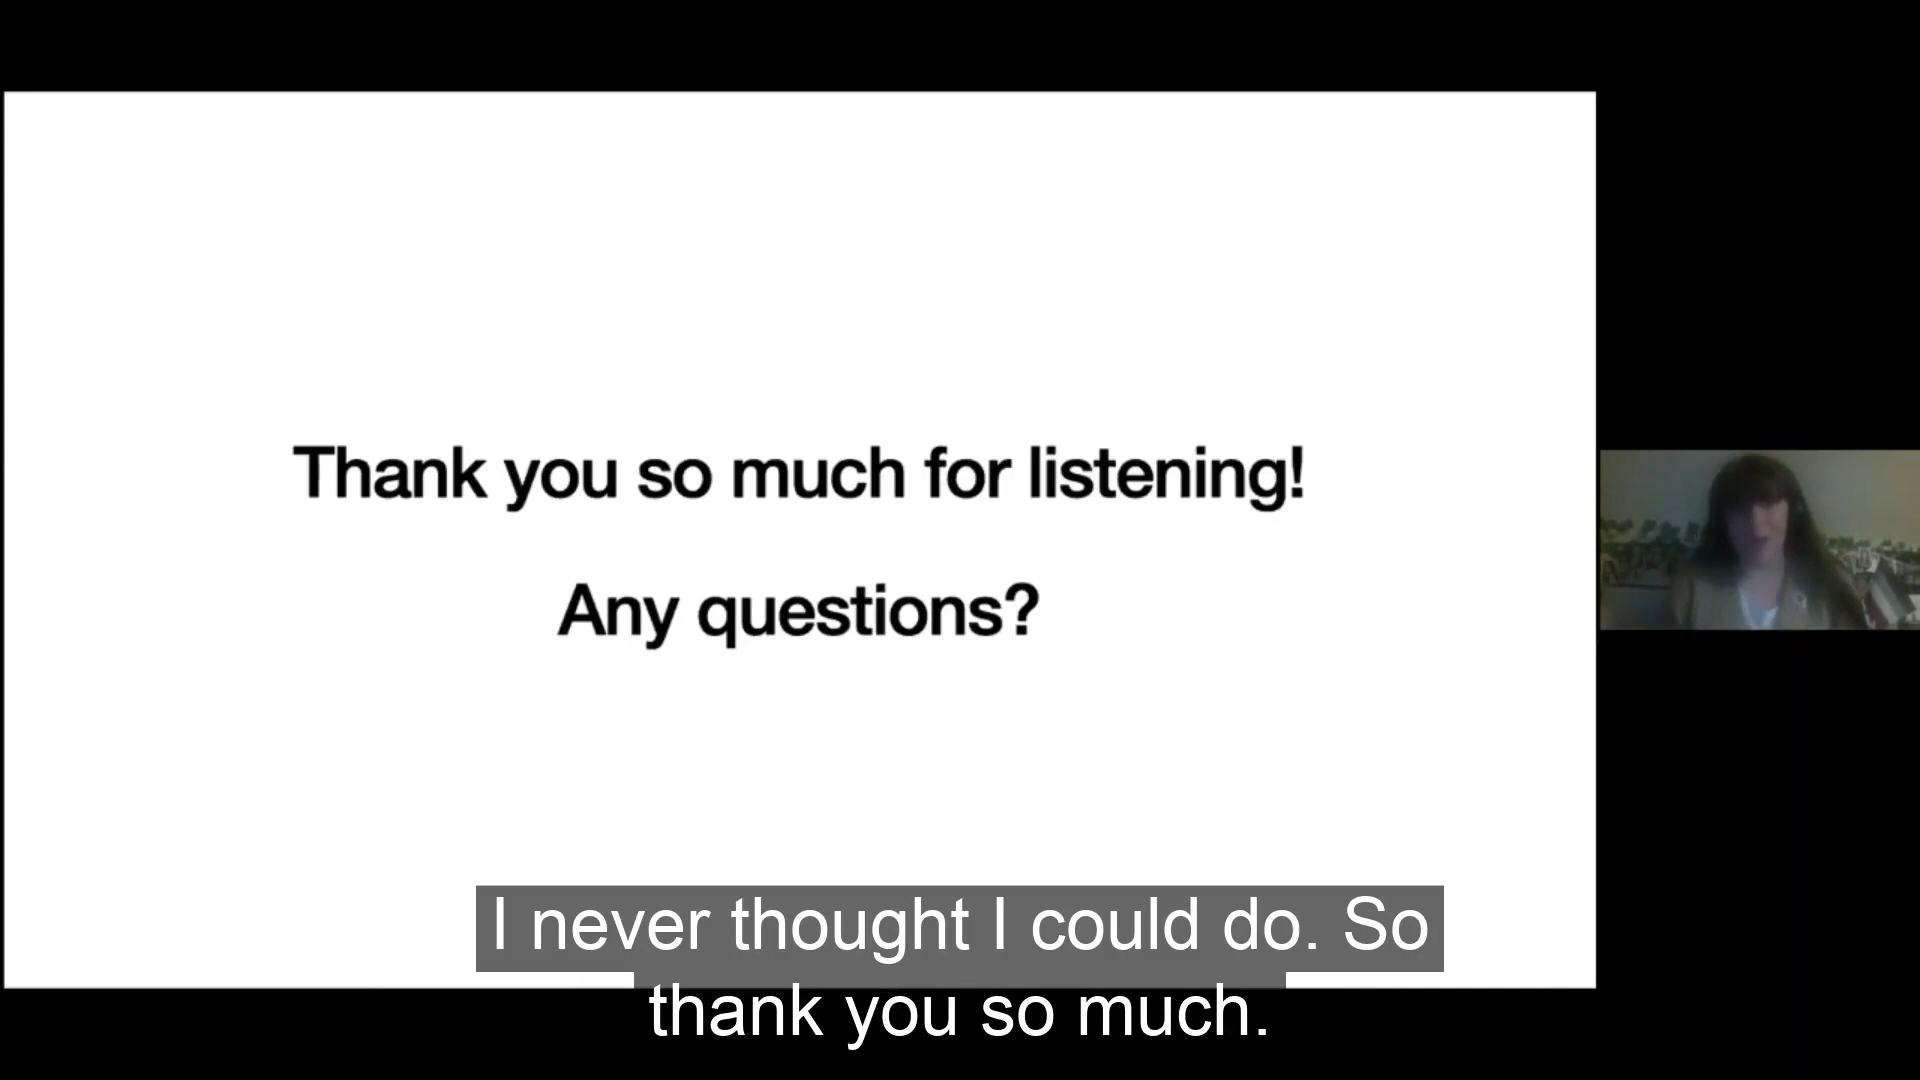 Thank you so much for listening!
Any questions?
I never thought I could do. So
thank you so much.